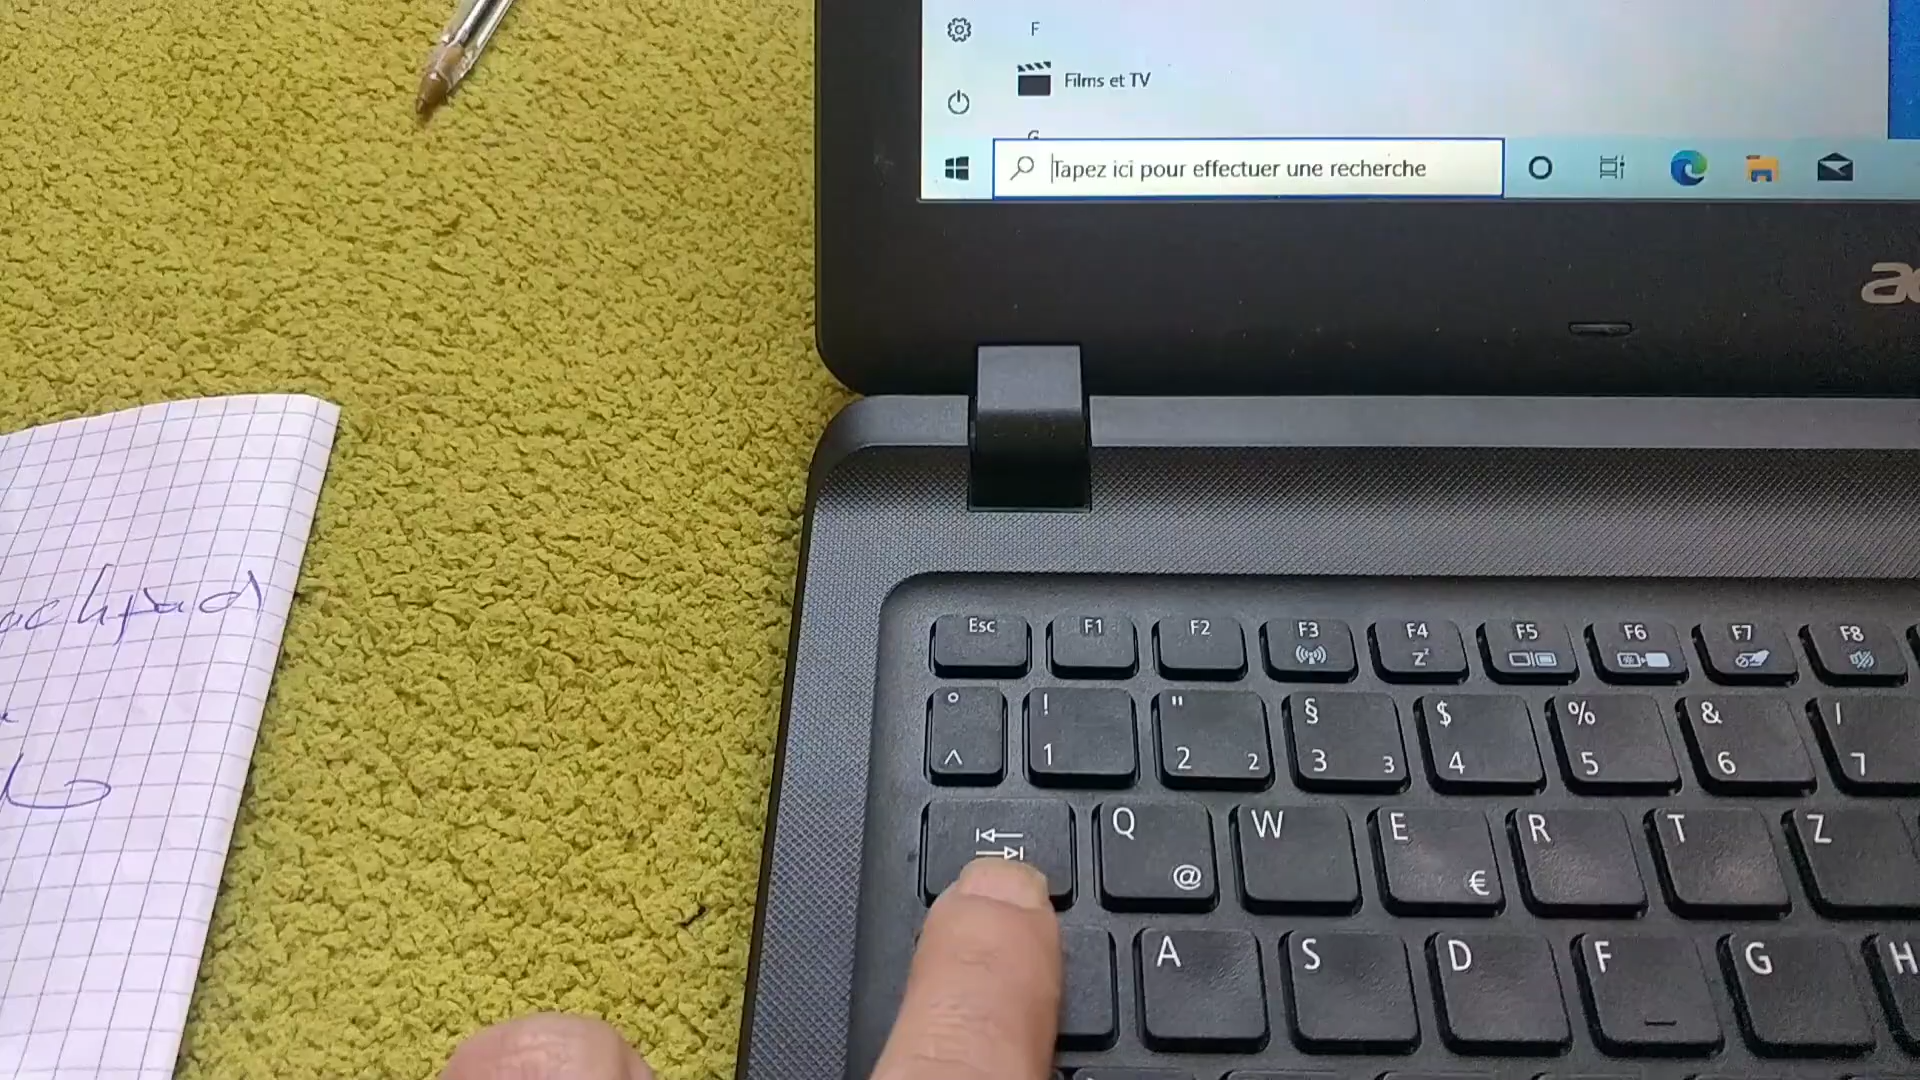 F
Films et TV
Tapez ici pour effectuer une recherche
Esc F1 F2 F3 F4 F5 F6 F7 F8
° ! " § $ % & /
^ 1 2 2 3 3 4 5 6 7
Q W E R T Z
@ €
A S D F G H